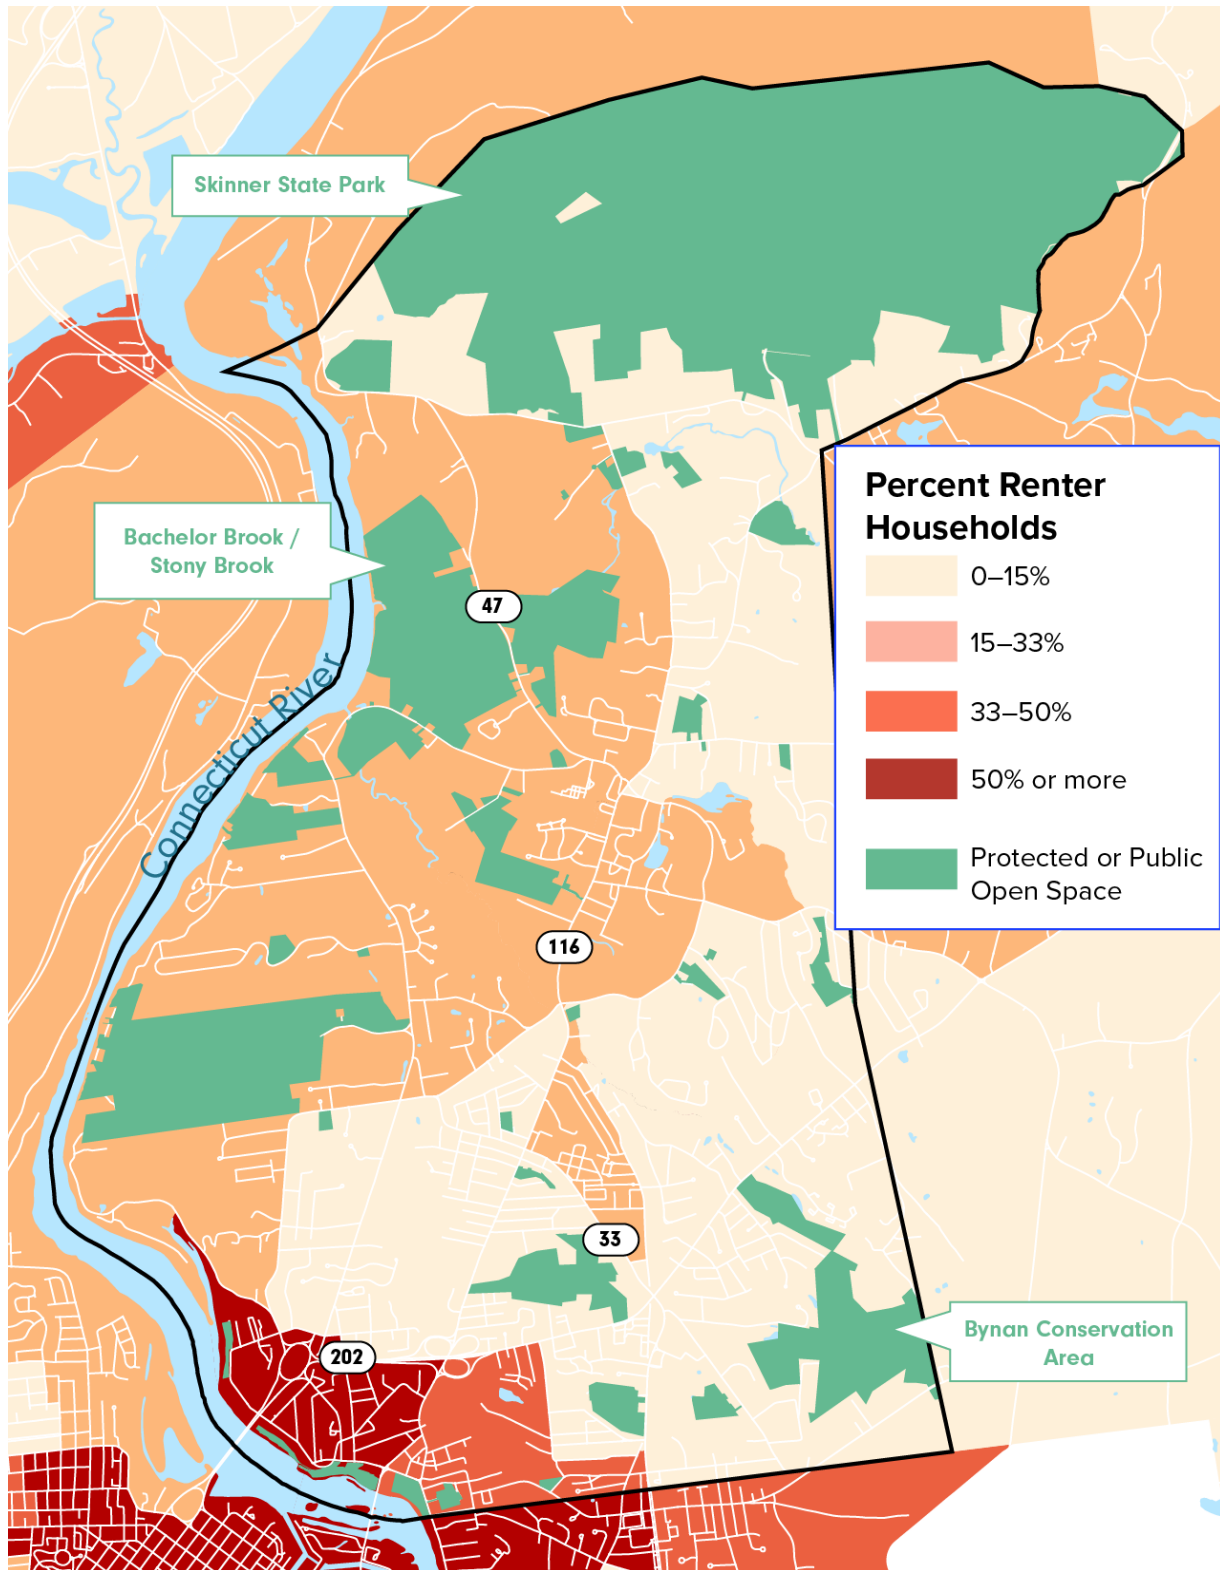 Skinner State Park
Percent Renter
Households
0–15%
15–33%
33–50%
50% or more
Protected or Public
Open Space
Bachelor Brook /
Stony Brook
47
Connecticut River
116
33
Bynan Conservation
Area
202